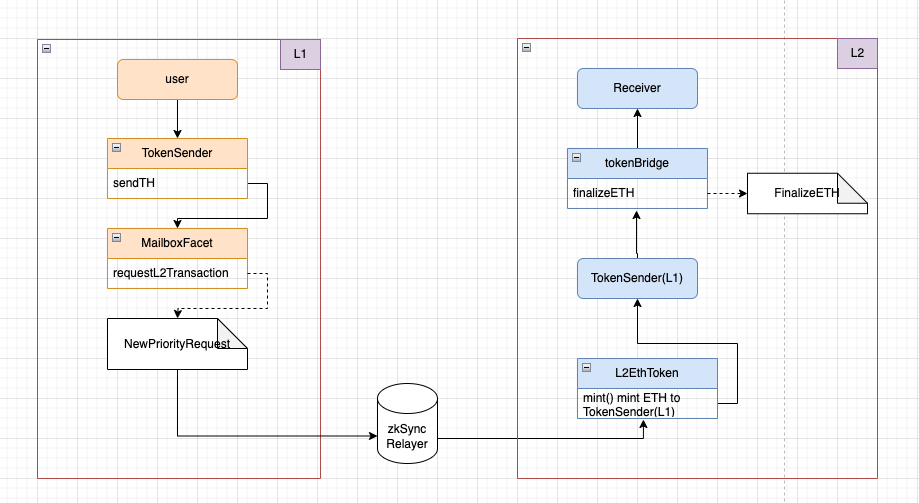 L1
user
TokenSender
sendTH
MailboxFacet
requestL2Transaction
NewPriorityRequest
zkSync
Relayer
L2
Receiver
tokenBridge
finalizeETH
FinalizeETH
TokenSender(L1)
L2EthToken
mint() mint ETH to
TokenSender(L1)